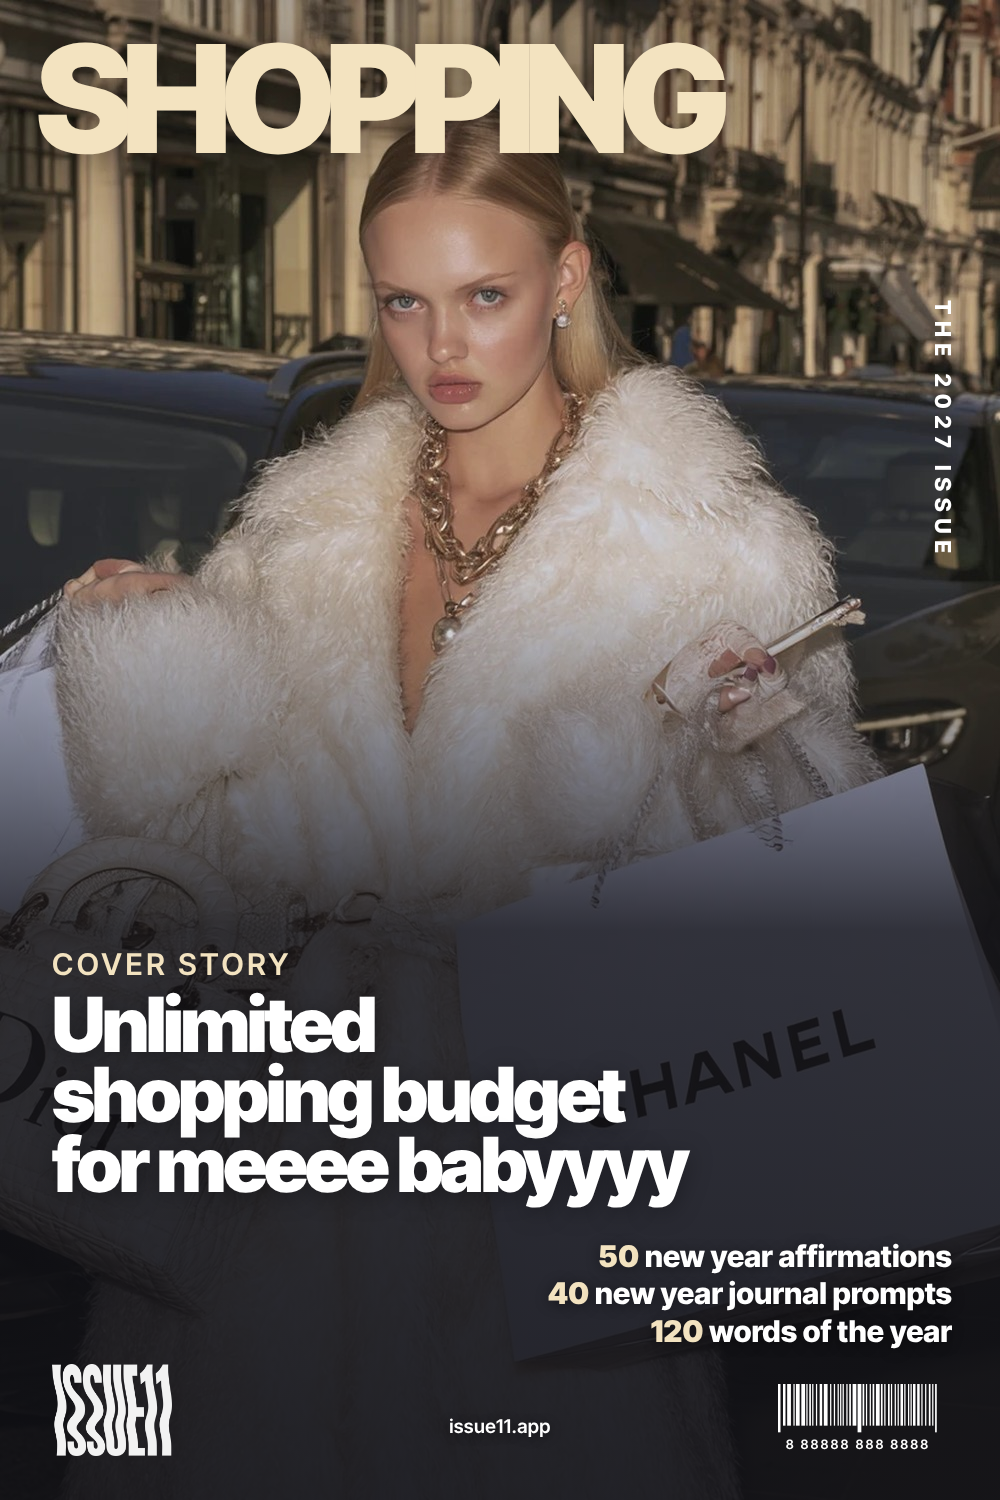 SHOPPING
THE 2027 ISSUE
COVER STORY
Unlimited
shopping budget
for meeee babyyyy
CHANEL
Dior
50 new year affirmations
40 new year journal prompts
120 words of the year
ISSUE11
issue11.app
8 88888 888 8888